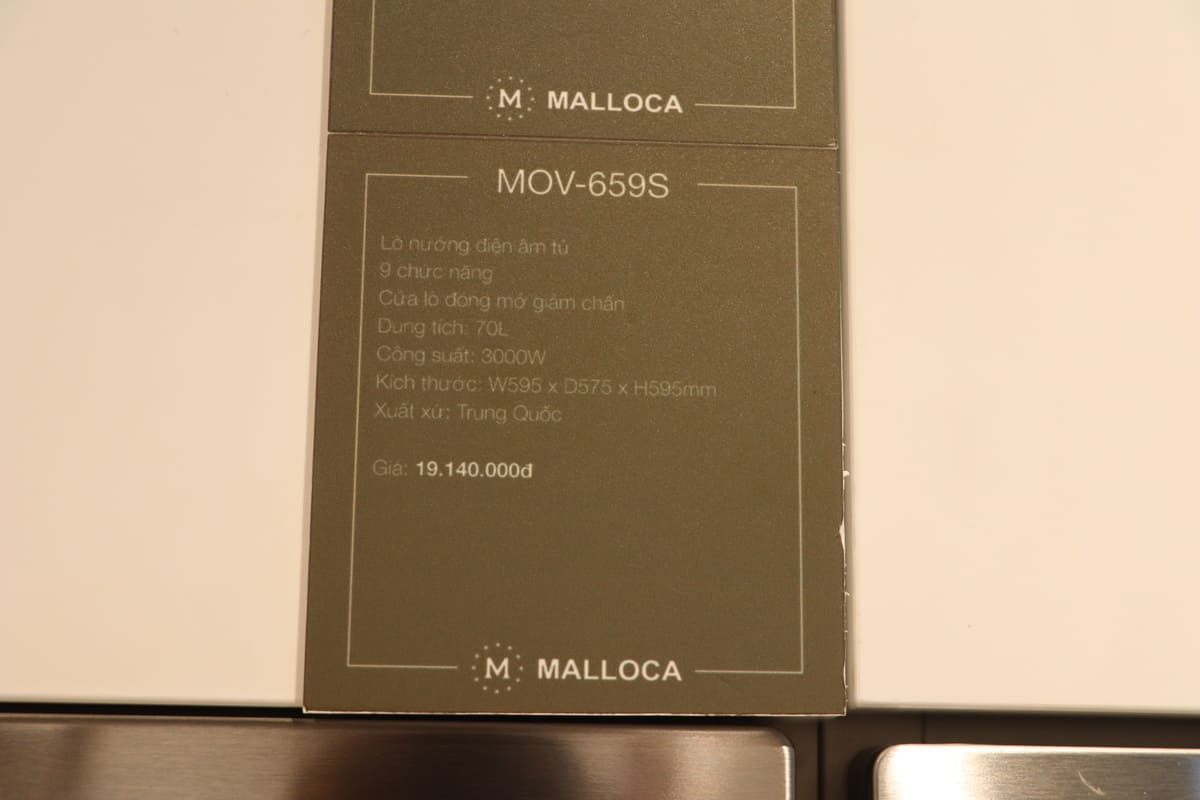 M MALLOCA
MOV-659S
Lò nướng điện âm tủ
9 chức năng
Cửa lò đóng mở giảm chấn
Dung tích: 70L
Công suất: 3000W
Kích thước: W595 x D575 x H595mm
Xuất xứ: Trung Quốc
Giá: 19.140.000đ
M MALLOCA